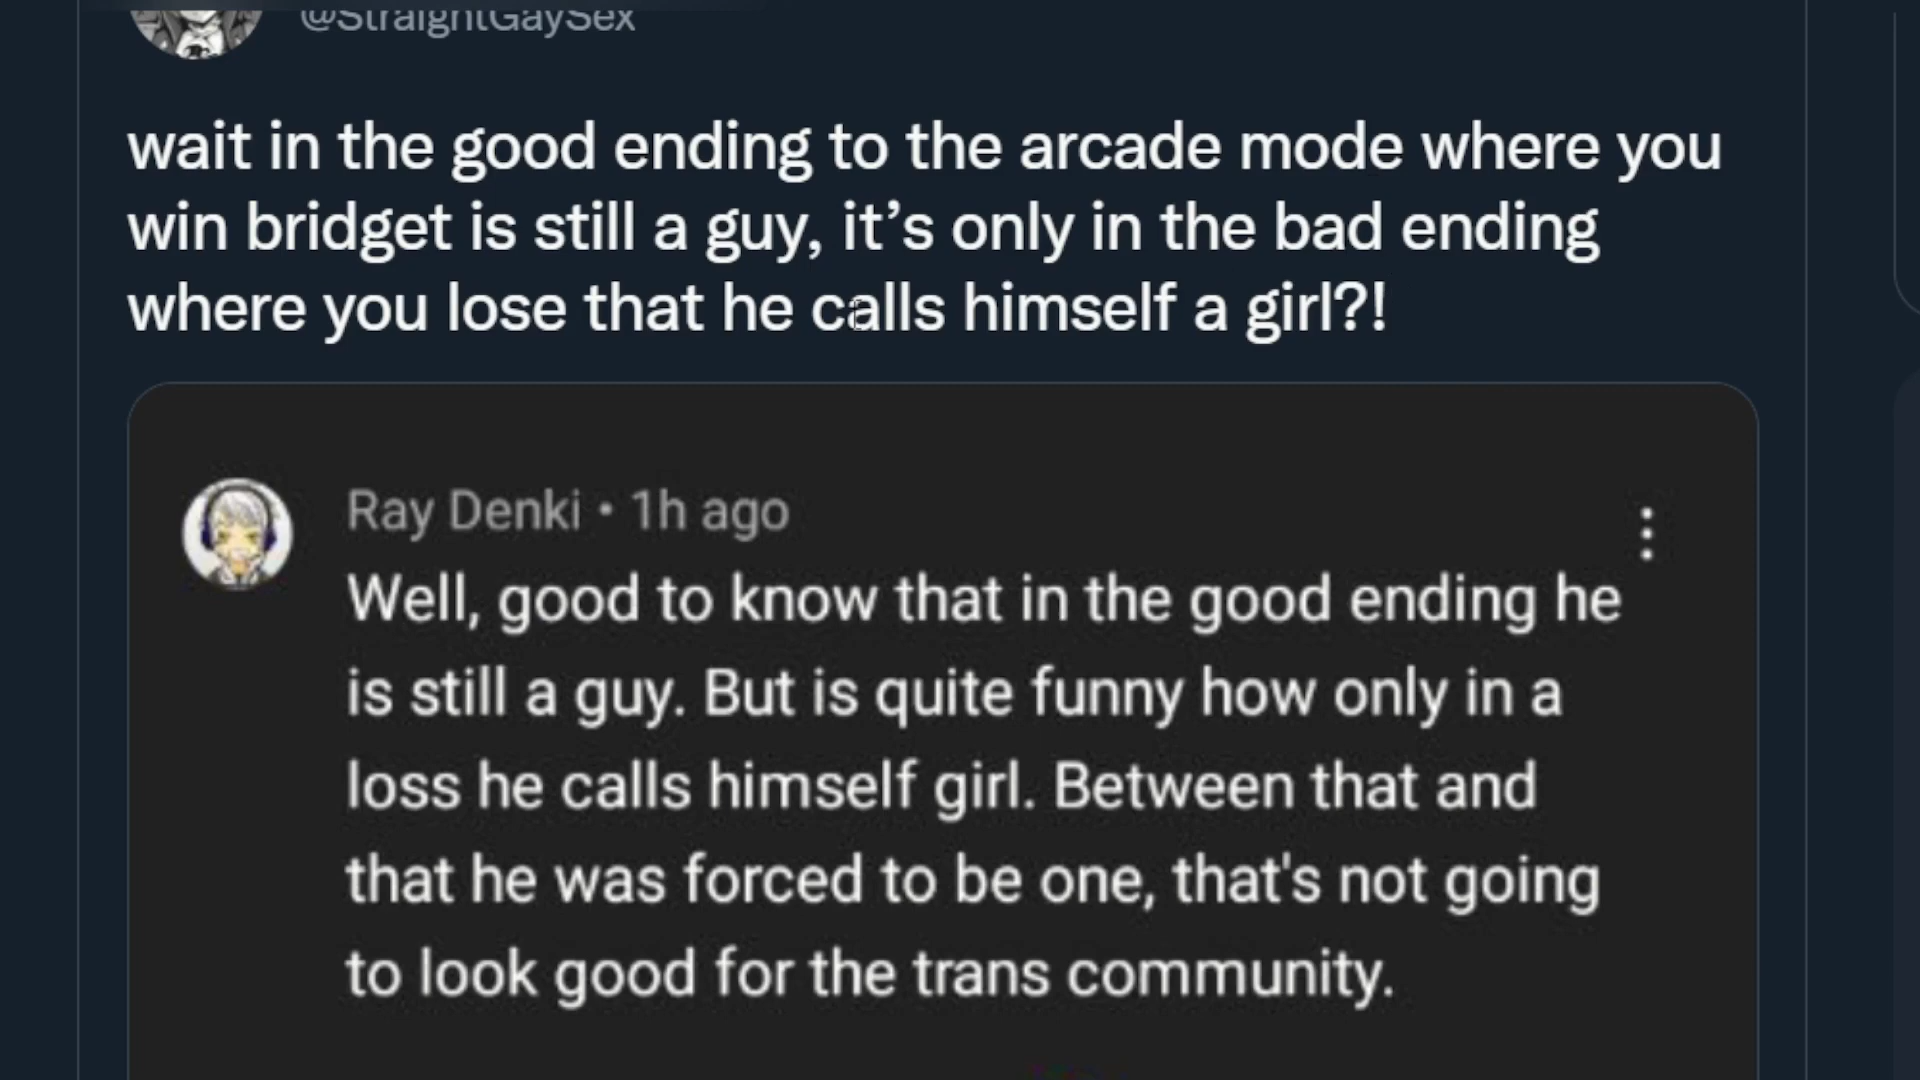 @StraightGaySex
wait in the good ending to the arcade mode where you
win bridget is still a guy, it’s only in the bad ending
where you lose that he calls himself a girl?!
Ray Denki • 1h ago
Well, good to know that in the good ending he
is still a guy. But is quite funny how only in a
loss he calls himself girl. Between that and
that he was forced to be one, that's not going
to look good for the trans community.